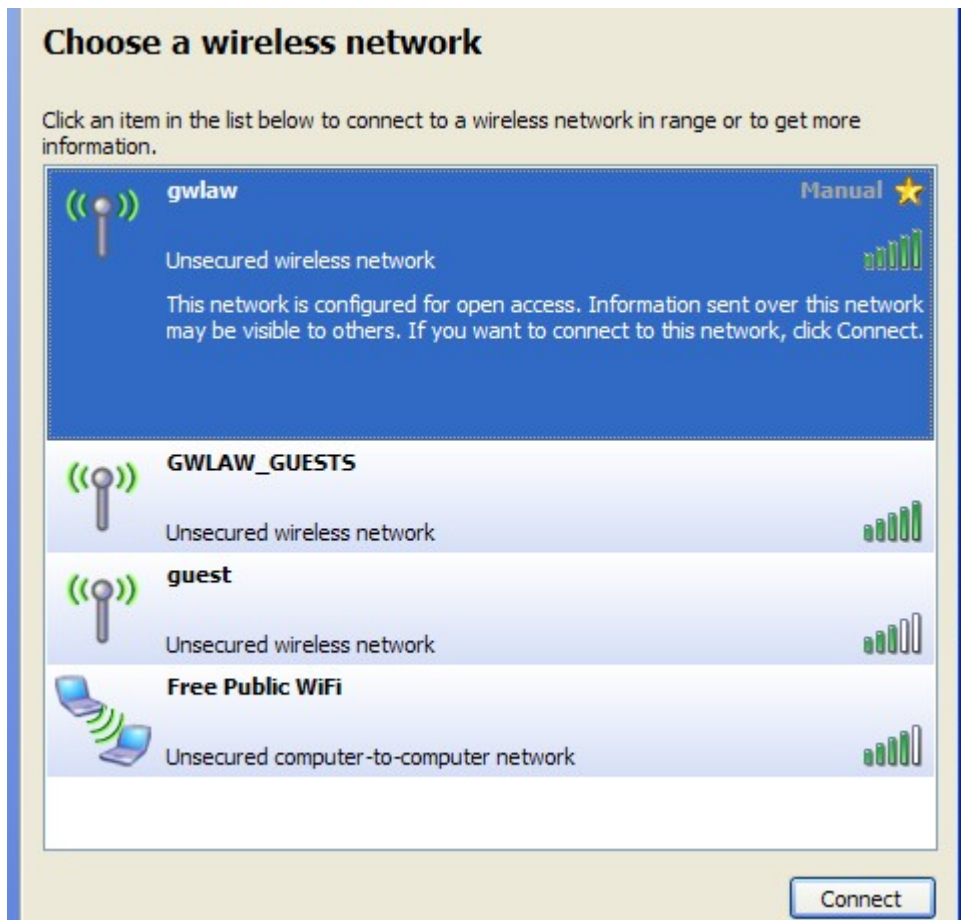 Choose a wireless network
Click an item in the list below to connect to a wireless network in range or to get more
information.
gwlaw Manual
Unsecured wireless network
This network is configured for open access. Information sent over this network
may be visible to others. If you want to connect to this network, click Connect.
GWLAW_GUESTS
Unsecured wireless network
guest
Unsecured wireless network
Free Public WiFi
Unsecured computer-to-computer network
Connect